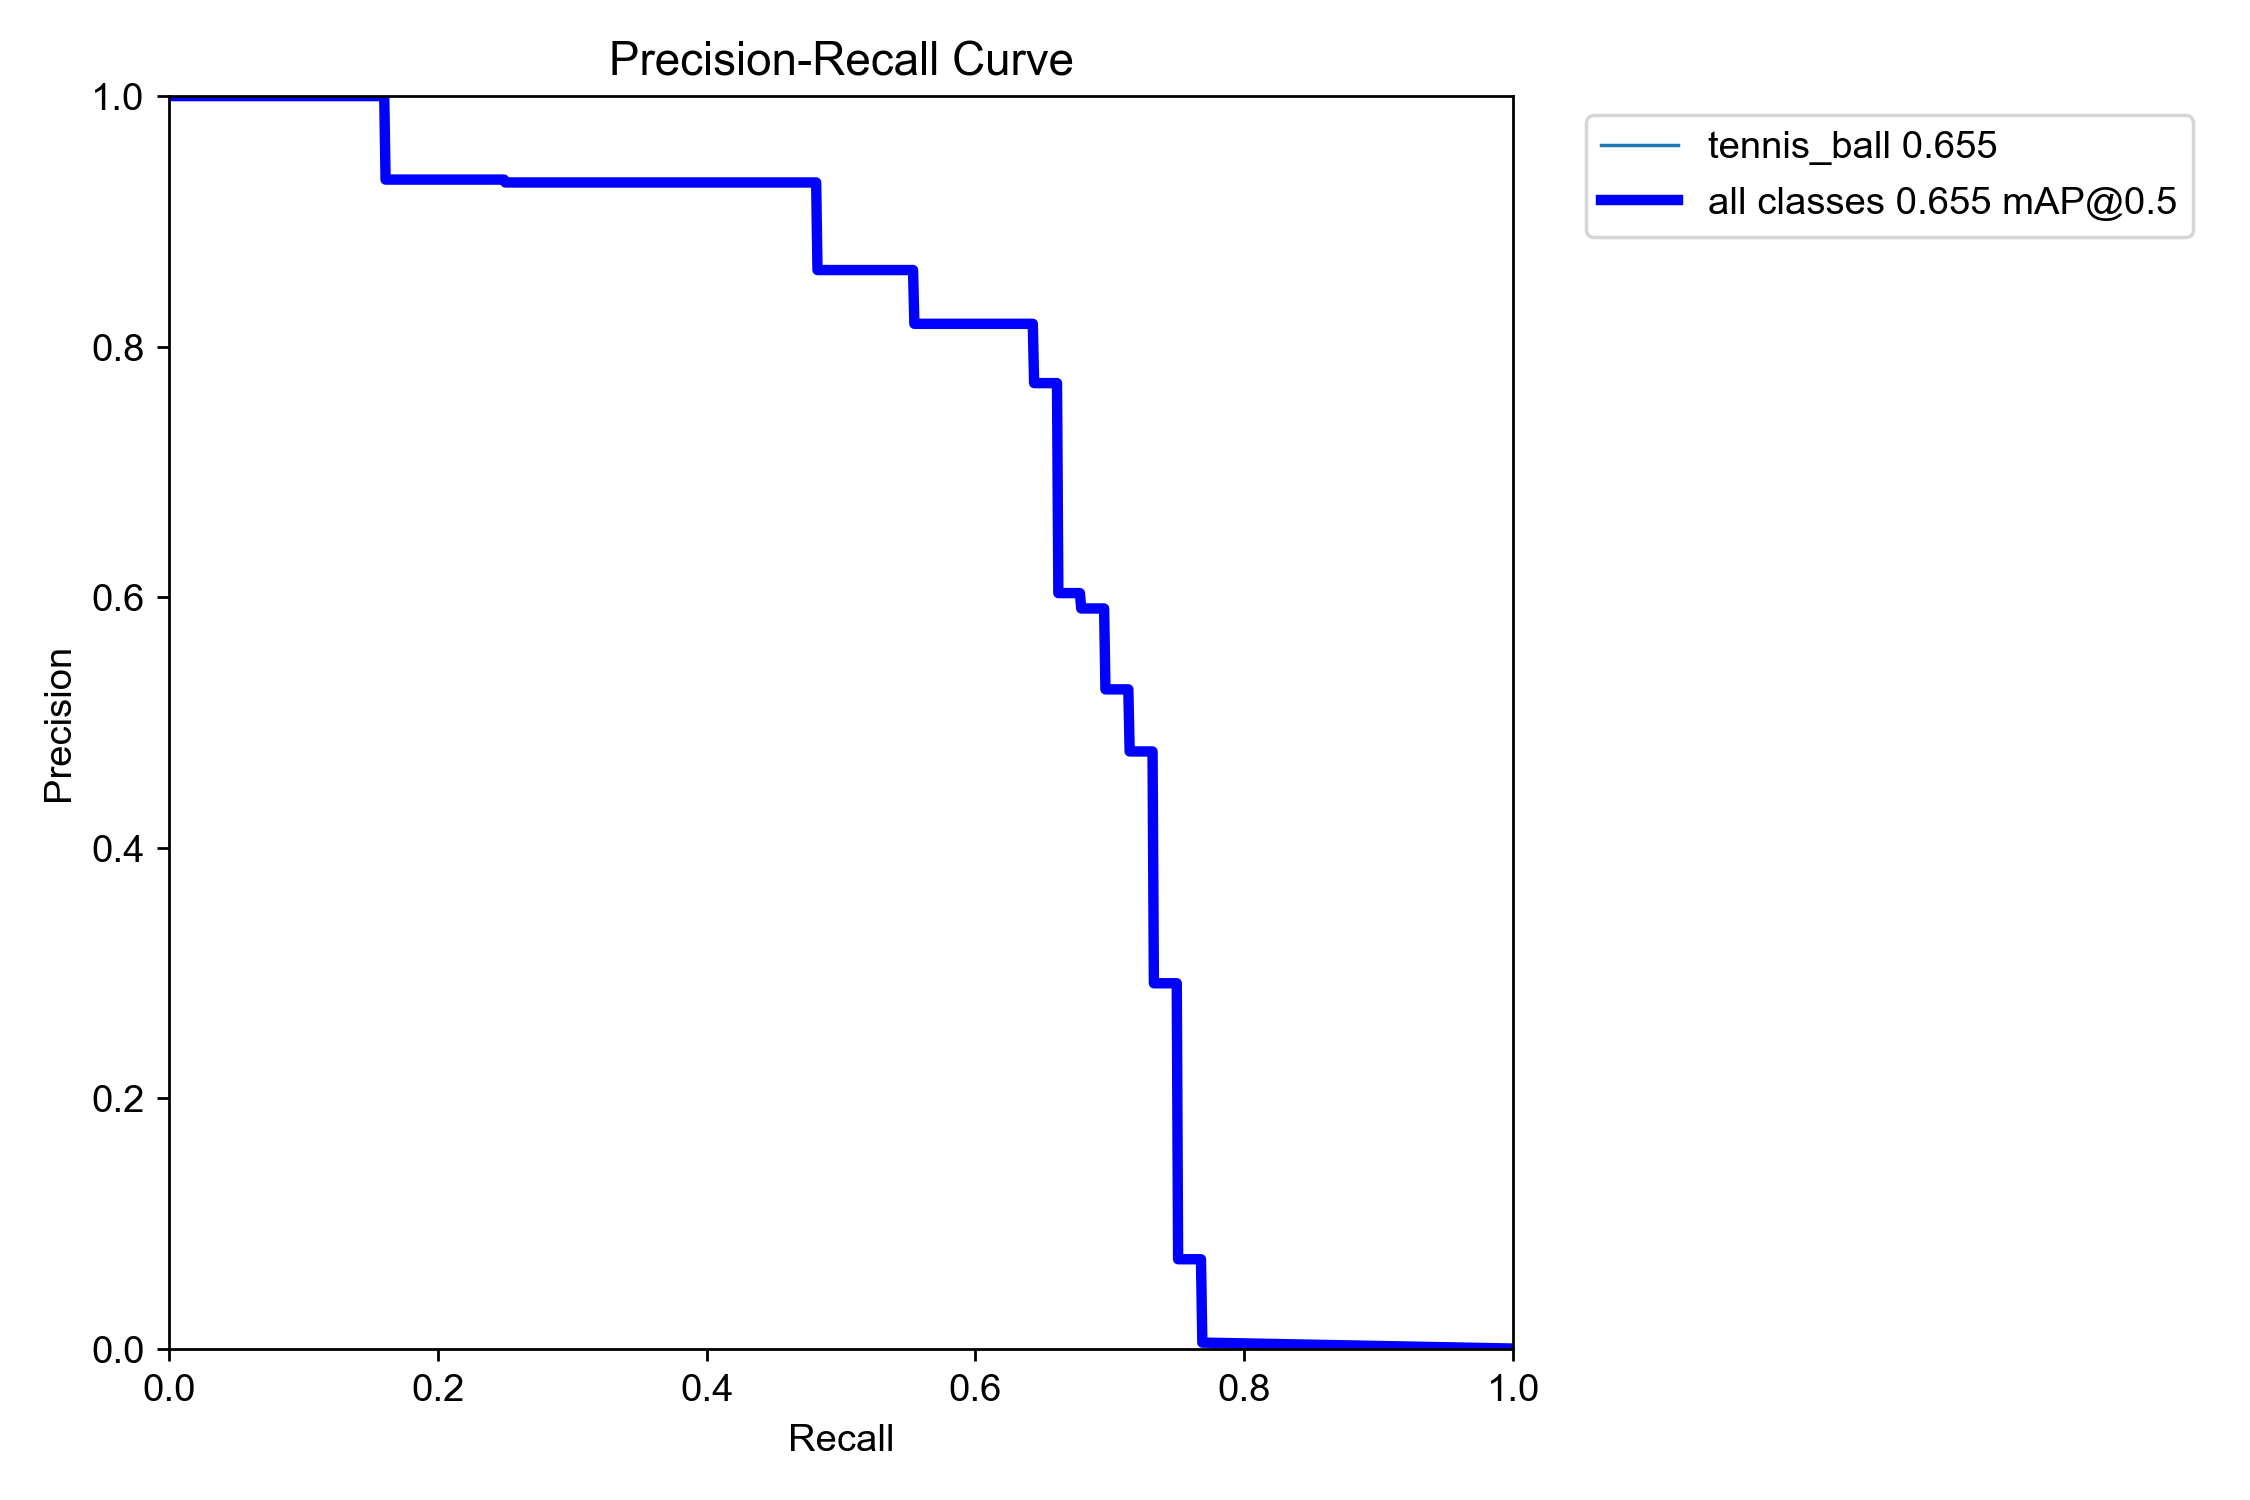 Precision-Recall Curve
1.0
0.8
0.6
0.4
0.2
0.0
Precision
0.0 0.2 0.4 0.6 0.8 1.0
Recall
tennis_ball 0.655
all classes 0.655 mAP@0.5